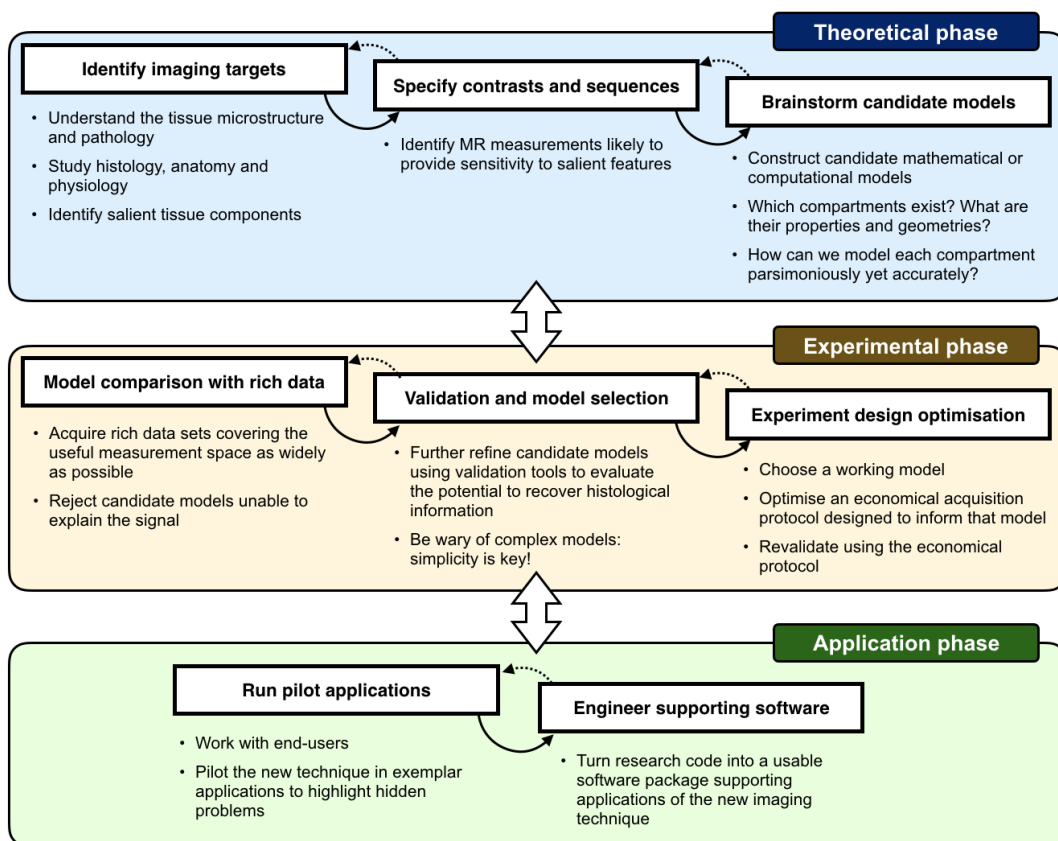 Theoretical phase
Identify imaging targets
• Understand the tissue microstructure
and pathology
• Study histology, anatomy and
physiology
• Identify salient tissue components
Specify contrasts and sequences
• Identify MR measurements likely to
provide sensitivity to salient features
Brainstorm candidate models
• Construct candidate mathematical or
computational models
• Which compartments exist? What are
their properties and geometries?
• How can we model each compartment
parsimoniously yet accurately?
Experimental phase
Model comparison with rich data
• Acquire rich data sets covering the
useful measurement space as widely
as possible
• Reject candidate models unable to
explain the signal
Validation and model selection
• Further refine candidate models
using validation tools to evaluate
the potential to recover histological
information
• Be wary of complex models:
simplicity is key!
Experiment design optimisation
• Choose a working model
• Optimise an economical acquisition
protocol designed to inform that model
• Revalidate using the economical
protocol
Application phase
Run pilot applications
• Work with end-users
• Pilot the new technique in exemplar
applications to highlight hidden
problems
Engineer supporting software
• Turn research code into a usable
software package supporting
applications of the new imaging
technique